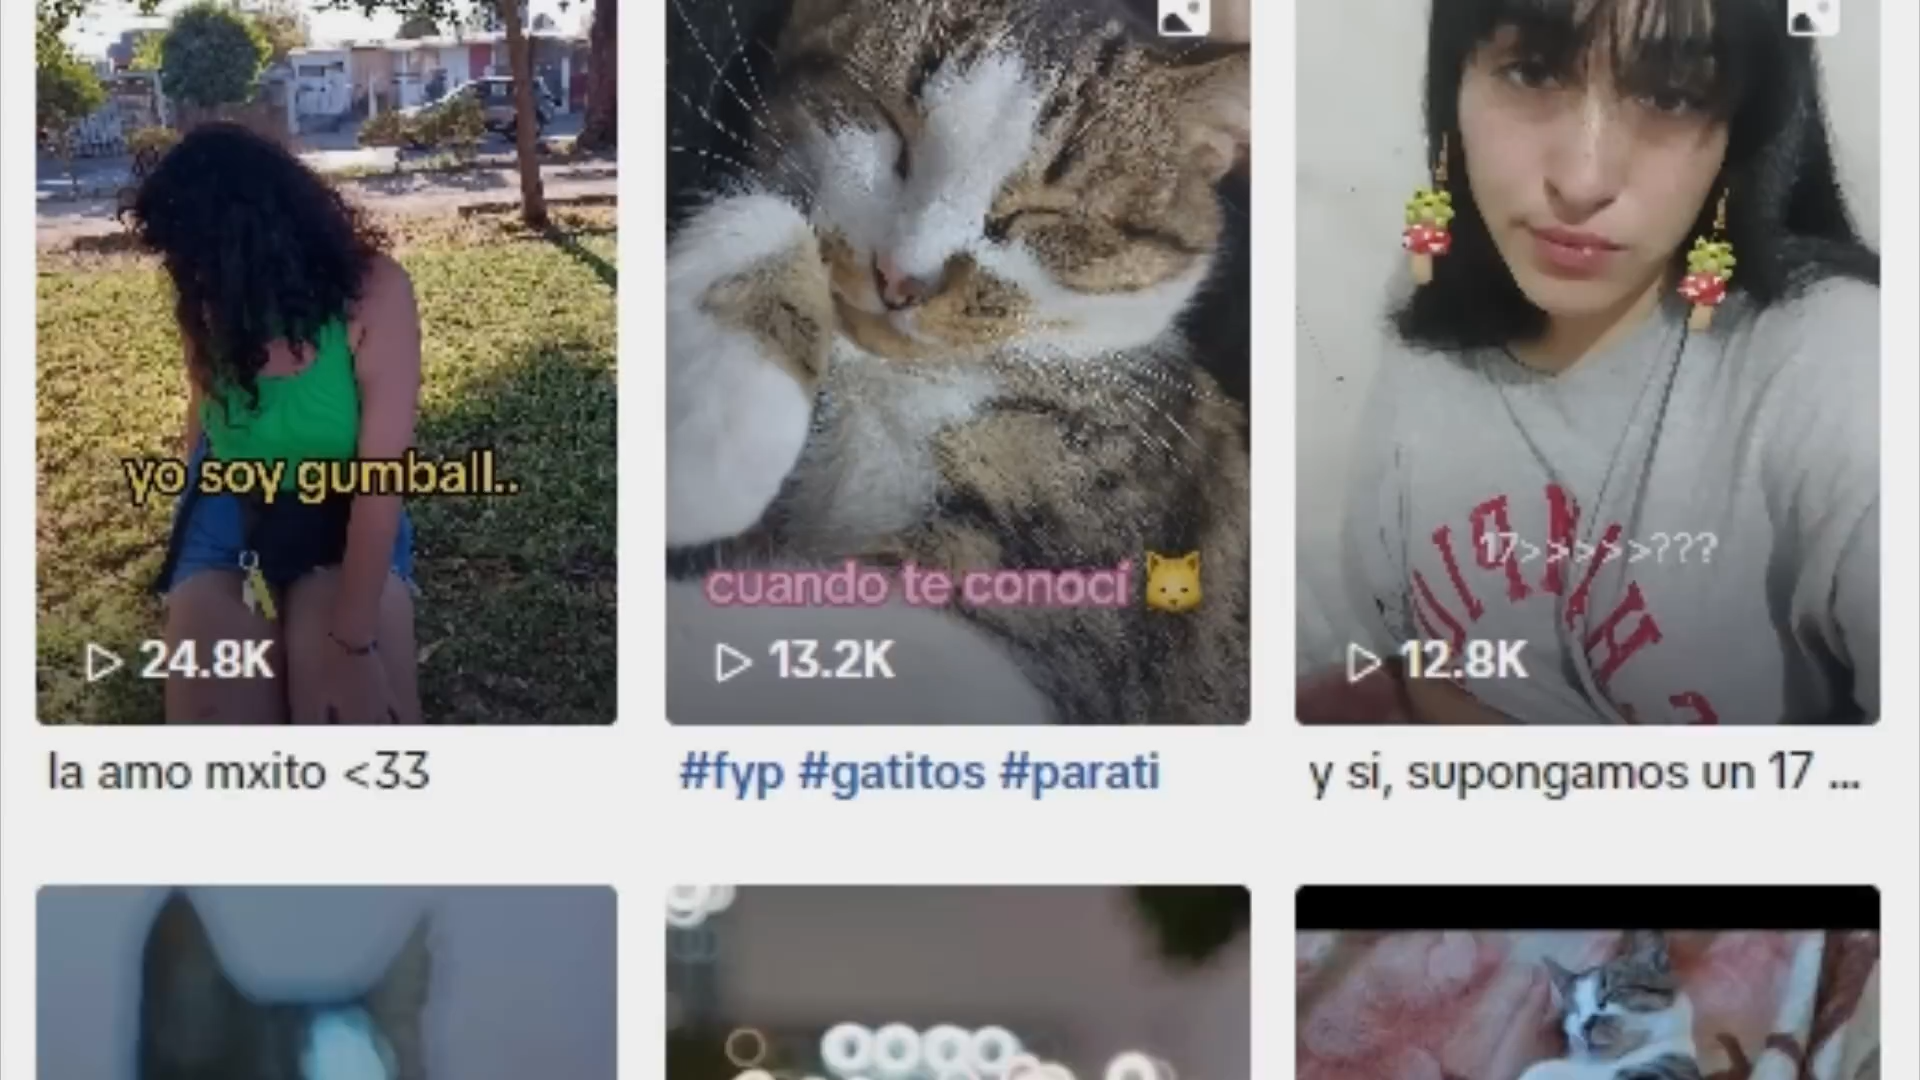 yo soy gumball..
24.8K
cuando te conocí
13.2K
17>>>>>???
12.8K
la amo mxito <33
#fyp #gatitos #parati
y si, supongamos un 17 ...